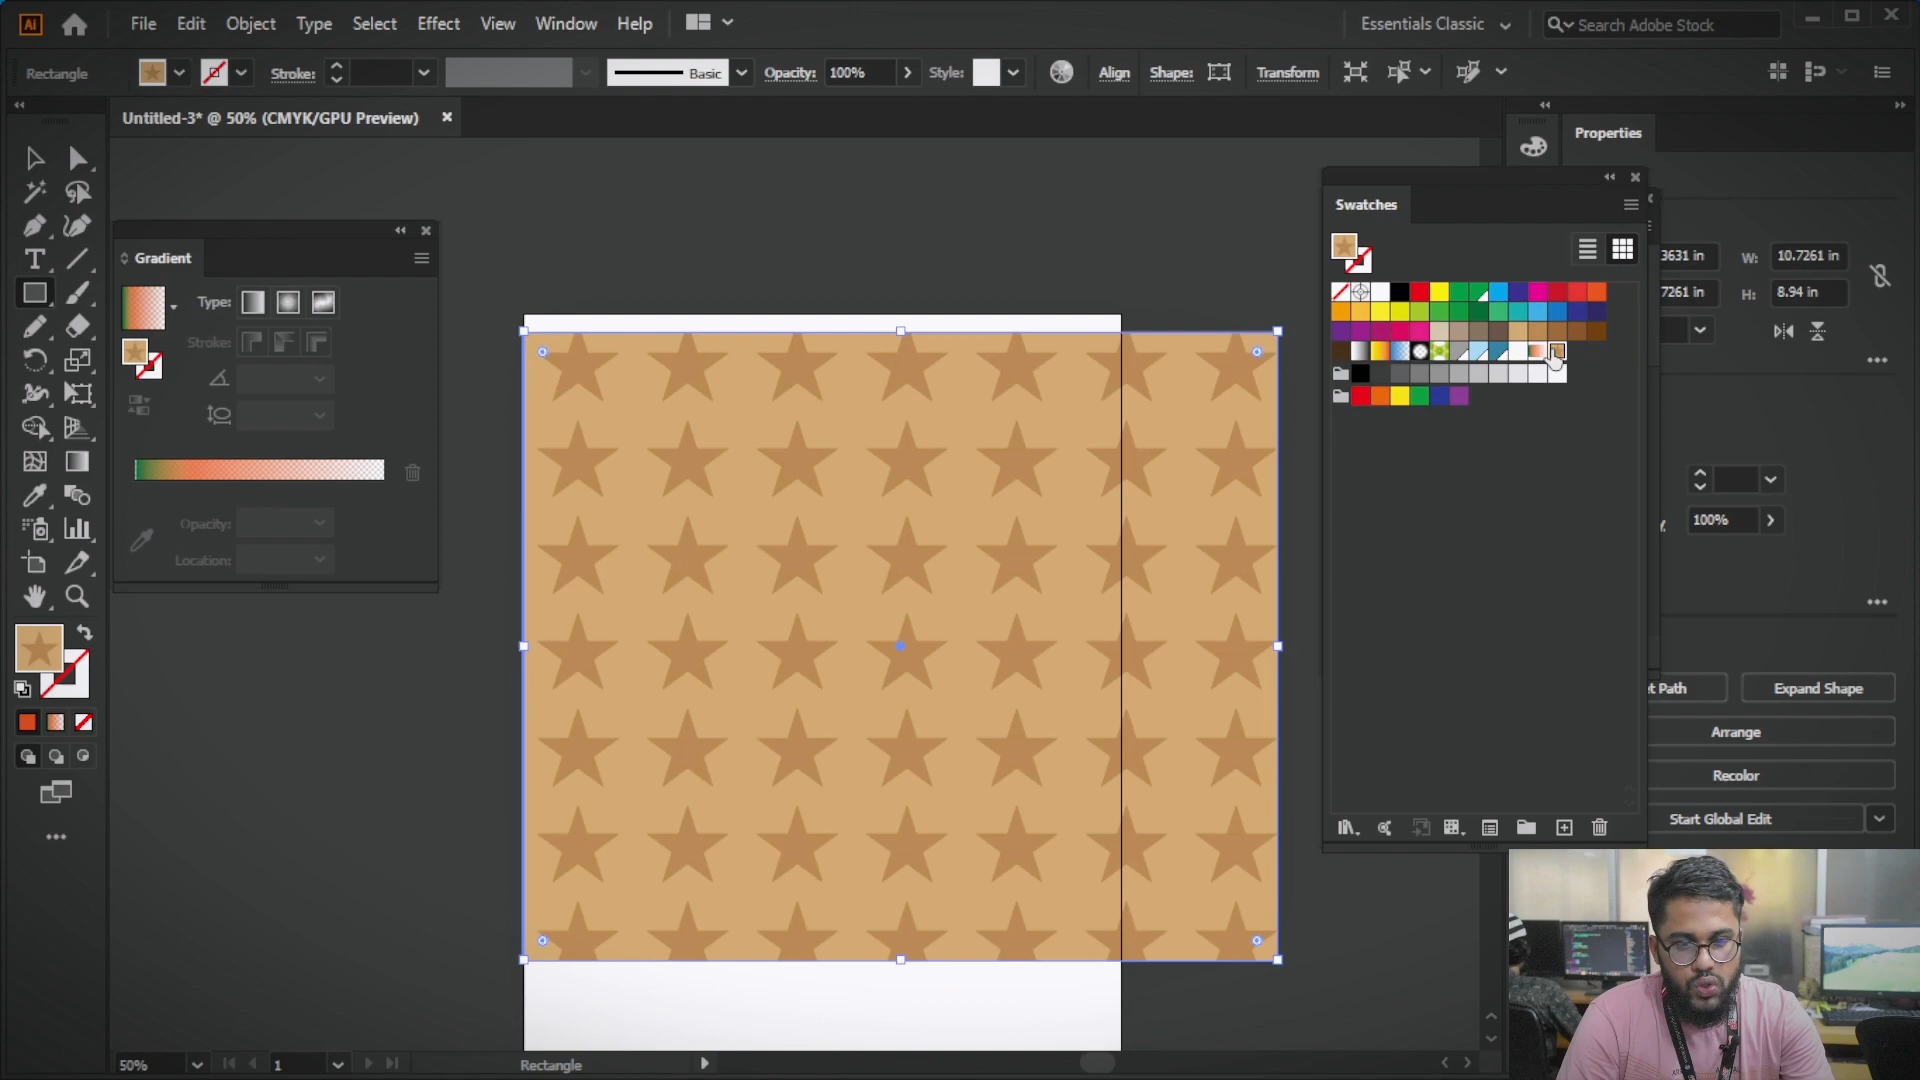 Ai File Edit Object Type Select Effect View Window Help Essentials Classic Search Adobe Stock
Rectangle Stroke: Basic Opacity: 100% Style: Align Shape: Transform
Untitled-3* @ 50% (CMYK/GPU Preview)
Properties
Swatches
Gradient
Type:
Stroke:
Opacity:
Location:
3631 in W: 10.7261 in
7261 in H: 8.94 in
100%
t Path Expand Shape
Arrange
Recolor
Start Global Edit
50% 1 Rectangle